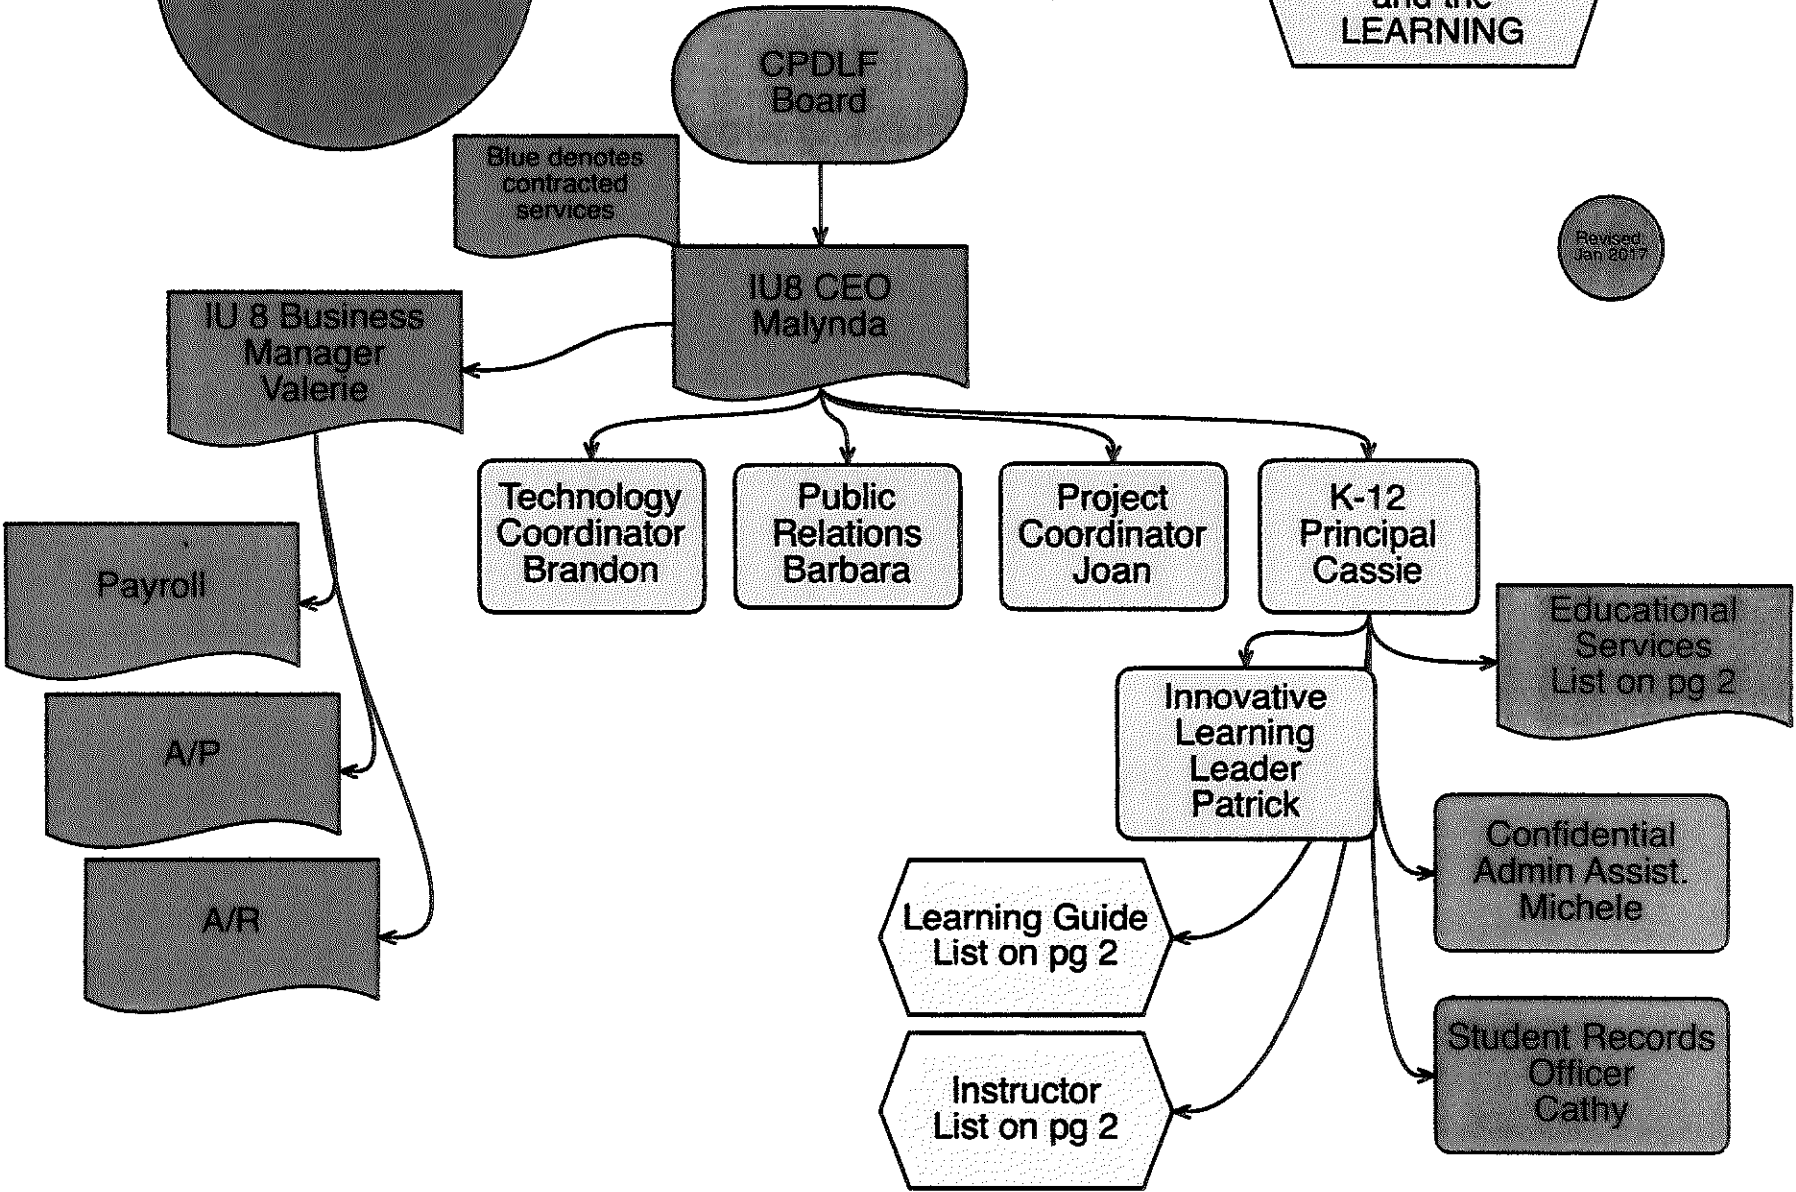 and the
LEARNING
CPDLF
Board
Blue denotes
contracted
services
Revised
Jan 2017
IU8 CEO
Malynda
IU 8 Business
Manager
Valerie
Technology
Coordinator
Brandon
Public
Relations
Barbara
Project
Coordinator
Joan
K-12
Principal
Cassie
Payroll
Educational
Services
List on pg 2
Innovative
Learning
Leader
Patrick
A/P
Confidential
Admin Assist.
Michele
A/R
Learning Guide
List on pg 2
Student Records
Officer
Cathy
Instructor
List on pg 2